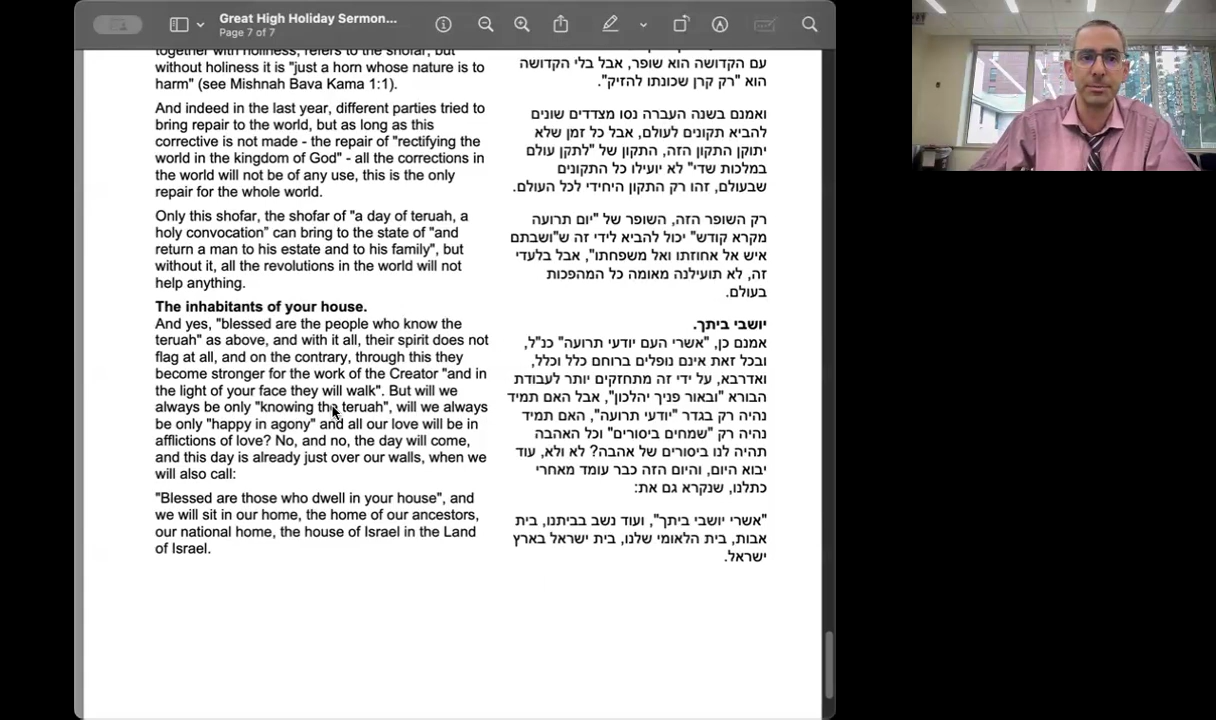 Great High Holiday Sermon...
Page 7 of 7
together with holiness, refers to the shofar, but
without holiness it is "just a horn whose nature is to
harm" (see Mishnah Bava Kama 1:1).
And indeed in the last year, different parties tried to
bring repair to the world, but as long as this
corrective is not made - the repair of "rectifying the
world in the kingdom of God" - all the corrections in
the world will not be of any use, this is the only
repair for the whole world.
Only this shofar, the shofar of "a day of teruah, a
holy convocation" can bring to the state of "and
return a man to his estate and to his family", but
without it, all the revolutions in the world will not
help anything.
The inhabitants of your house.
And yes, "blessed are the people who know the
teruah" as above, and with it all, their spirit does not
flag at all, and on the contrary, through this they
become stronger for the work of the Creator "and in
the light of your face they will walk". But will we
always be only "knowing the teruah", will we always
be only "happy in agony" and all our love will be in
afflictions of love? No, and no, the day will come,
and this day is already just over our walls, when we
will also call:
"Blessed are those who dwell in your house", and
we will sit in our home, the home of our ancestors,
our national home, the house of Israel in the Land
of Israel.
עם הקדושה הוא שופר, אבל בלי הקדושה
הוא "רק קרן שכונתו להזיק".
ואמנם בשנה העברה נסו מצדדים שונים
להביא תקונים לעולם, אבל כל זמן שלא
יתוקן התקון הזה, התקון של "לתקן עולם
במלכות שדי" לא יועילו כל התקונים
שבעולם, זהו רק התקון היחידי לכל העולם.
רק השופר הזה, השופר של "יום תרועה
מקרא קודש" יכול להביא לידי זה ש"ושבתם
איש אל אחוזתו ואל משפחתו", אבל בלעדי
זה, לא תועילנה מאומה כל המהפכות
בעולם.
יושבי ביתך.
אמנם כן, "אשרי העם יודעי תרועה" כנ"ל,
ובכל זאת אינם נופלים ברוחם כלל וכלל,
ואדרבא, על ידי זה מתחזקים יותר לעבודת
הבורא "ובאור פניך יהלכון", אבל האם תמיד
נהיה רק בגדר "יודעי תרועה", האם תמיד
נהיה רק "שמחים ביסורים" וכל האהבה
תהיה לנו ביסורים של אהבה? לא ולא, עוד
יבוא היום, והיום הזה כבר עומד מאחרי
כתלנו, שנקרא גם את:
"אשרי יושבי ביתך", ועוד נשב בביתנו, בית
אבות, בית הלאומי שלנו, בית ישראל בארץ
ישראל.